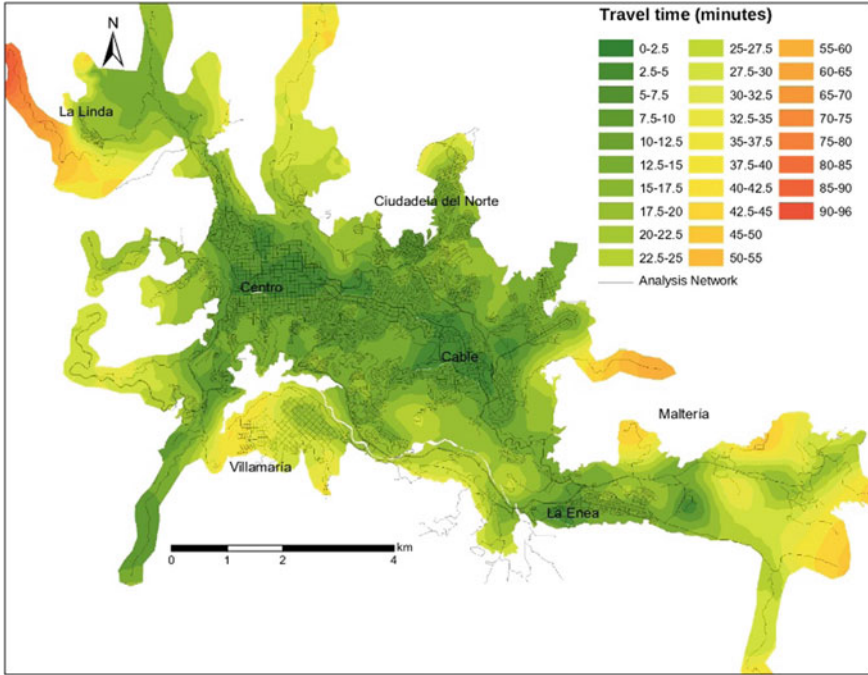 Travel time (minutes)
0-2.5
2.5-5
5-7.5
7.5-10
10-12.5
12.5-15
15-17.5
17.5-20
20-22.5
22.5-25
25-27.5
27.5-30
30-32.5
32.5-35
35-37.5
37.5-40
40-42.5
42.5-45
45-50
50-55
55-60
60-65
65-70
70-75
75-80
80-85
85-90
90-96
Analysis Network
N
La Linda
Ciudadela del Norte
Centro
Cable
Maltería
Villamaría
La Enea
km
0 1 2 4